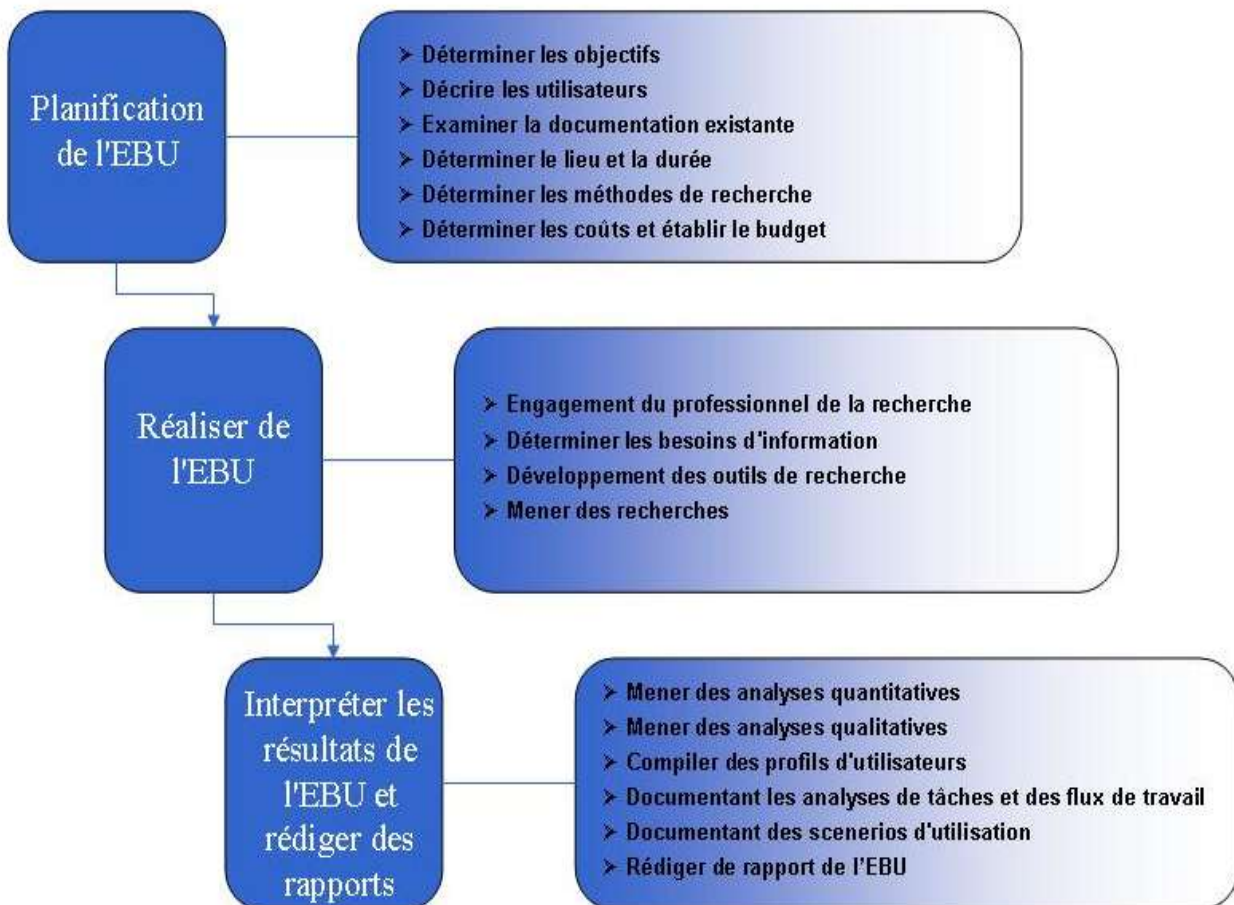 Planification
de l'EBU
➢ Déterminer les objectifs
➢ Décrire les utilisateurs
➢ Examiner la documentation existante
➢ Déterminer le lieu et la durée
➢ Déterminer les méthodes de recherche
➢ Déterminer les coûts et établir le budget
Réaliser de
l'EBU
➢ Engagement du professionnel de la recherche
➢ Déterminer les besoins d'information
➢ Développement des outils de recherche
➢ Mener des recherches
Interpréter les
résultats de
l'EBU et
rédiger des
rapports
➢ Mener des analyses quantitatives
➢ Mener des analyses qualitatives
➢ Compiler des profils d'utilisateurs
➢ Documentant les analyses de tâches et des flux de travail
➢ Documentant des scenerios d'utilisation
➢ Rédiger de rapport de l’EBU